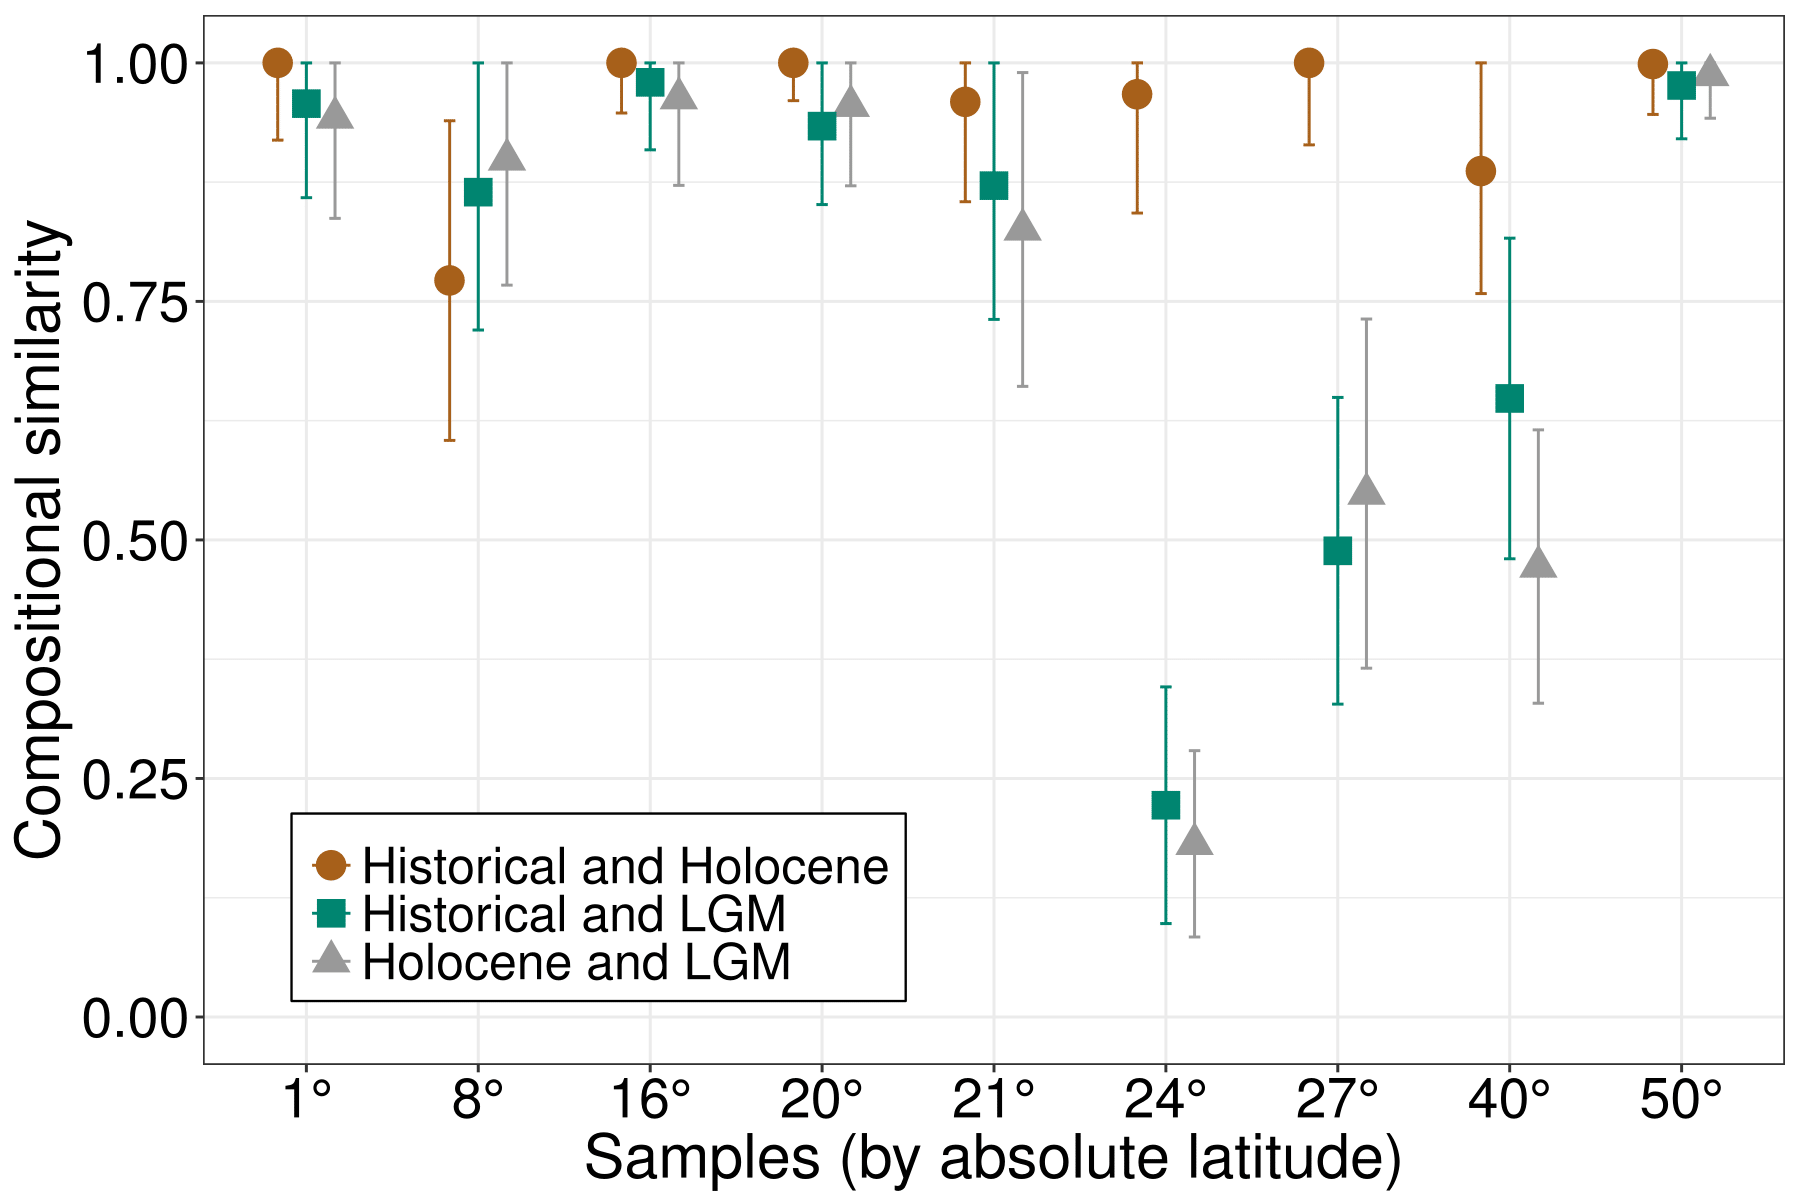 Compositional similarity
1.00
0.75
0.50
0.25
0.00
Historical and Holocene
Historical and LGM
Holocene and LGM
1° 8° 16° 20° 21° 24° 27° 40° 50°
Samples (by absolute latitude)